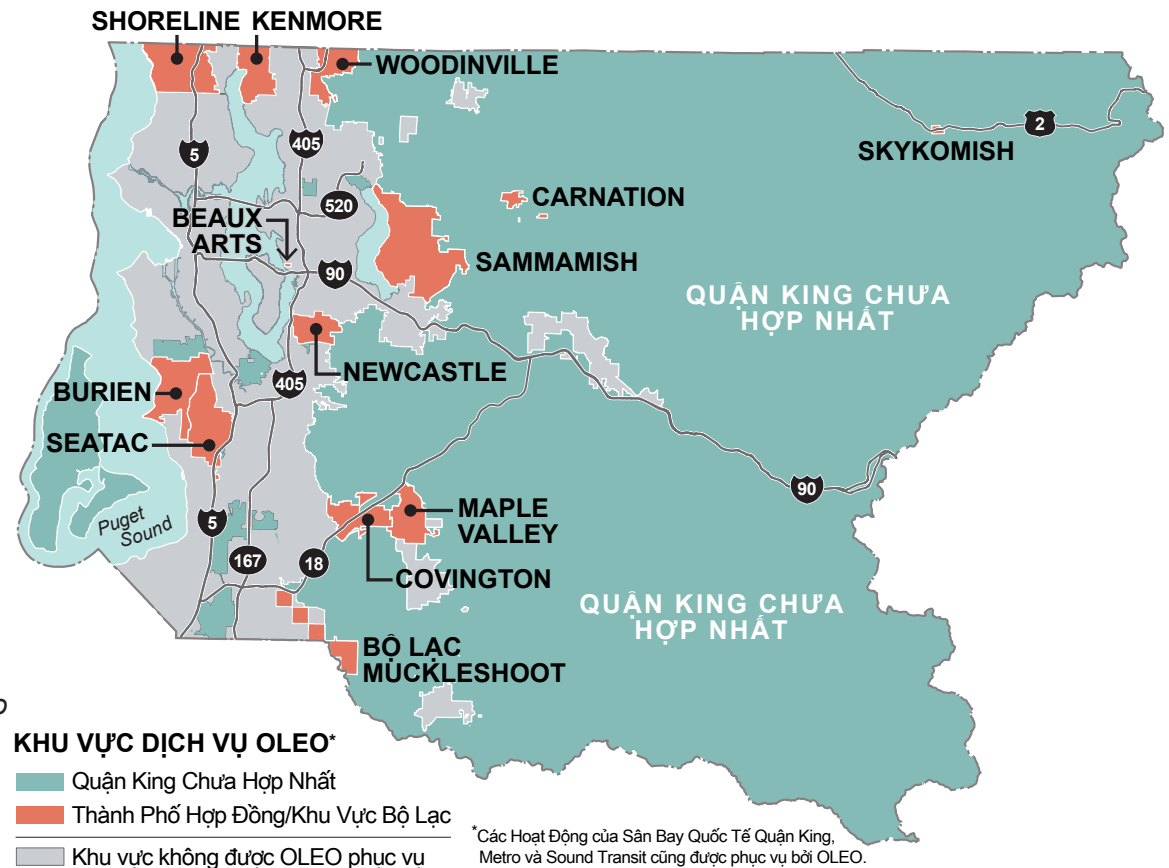 SHORELINE KENMORE
WOODINVILLE
2
5
405
SKYKOMISH
520
CARNATION
BEAUX
ARTS
90
SAMMAMISH
QUẬN KING CHƯA
HỢP NHẤT
NEWCASTLE
405
BURIEN
SEATAC
90
MAPLE
VALLEY
Puget
Sound
5
167
18
COVINGTON
QUẬN KING CHƯA
HỢP NHẤT
BỘ LẠC
MUCKLESHOOT
KHU VỰC DỊCH VỤ OLEO*
Quận King Chưa Hợp Nhất
Thành Phố Hợp Đồng/Khu Vực Bộ Lạc
Khu vực không được OLEO phục vụ
*Các Hoạt Động của Sân Bay Quốc Tế Quận King,
Metro và Sound Transit cũng được phục vụ bởi OLEO.